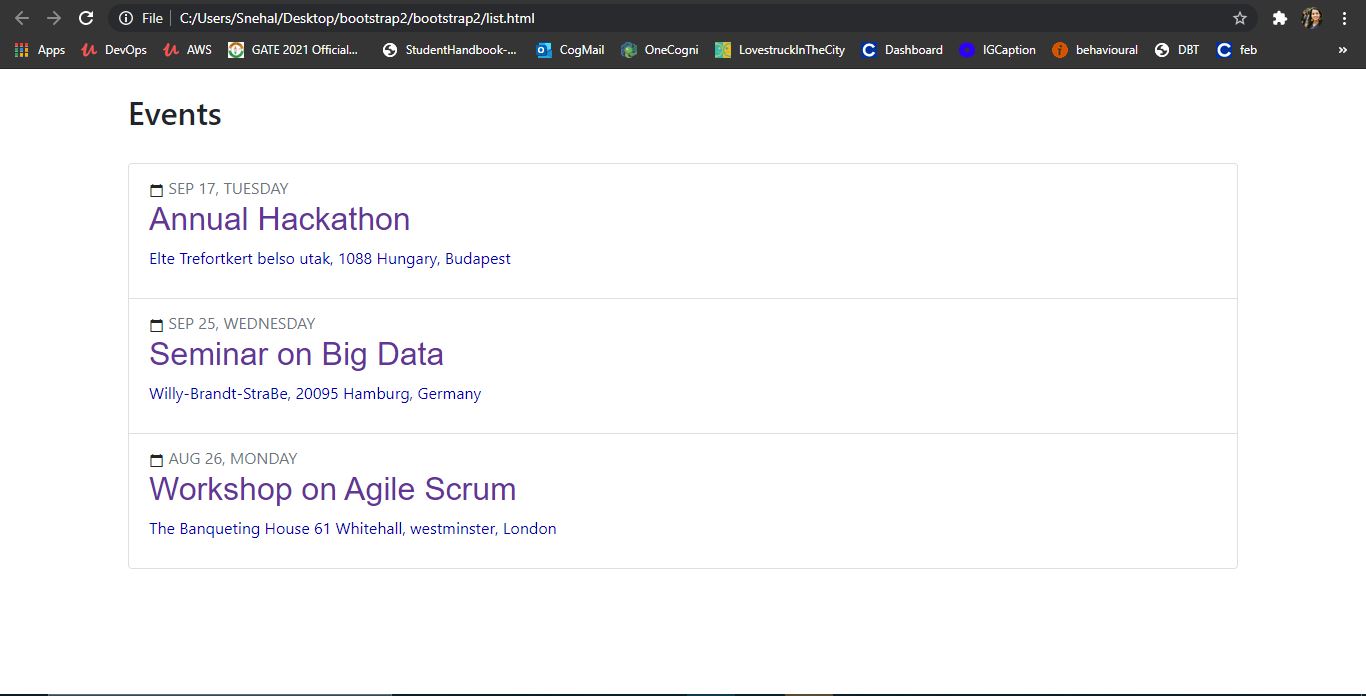 File C:/Users/Snehal/Desktop/bootstrap2/bootstrap2/list.html
Apps DevOps AWS GATE 2021 Official... StudentHandbook-... CogMail OneCogni LovestruckInTheCity Dashboard IGCaption behavioural DBT feb »
Events
SEP 17, TUESDAY
Annual Hackathon
Elte Trefortkert belso utak, 1088 Hungary, Budapest
SEP 25, WEDNESDAY
Seminar on Big Data
Willy-Brandt-StraBe, 20095 Hamburg, Germany
AUG 26, MONDAY
Workshop on Agile Scrum
The Banqueting House 61 Whitehall, westminster, London